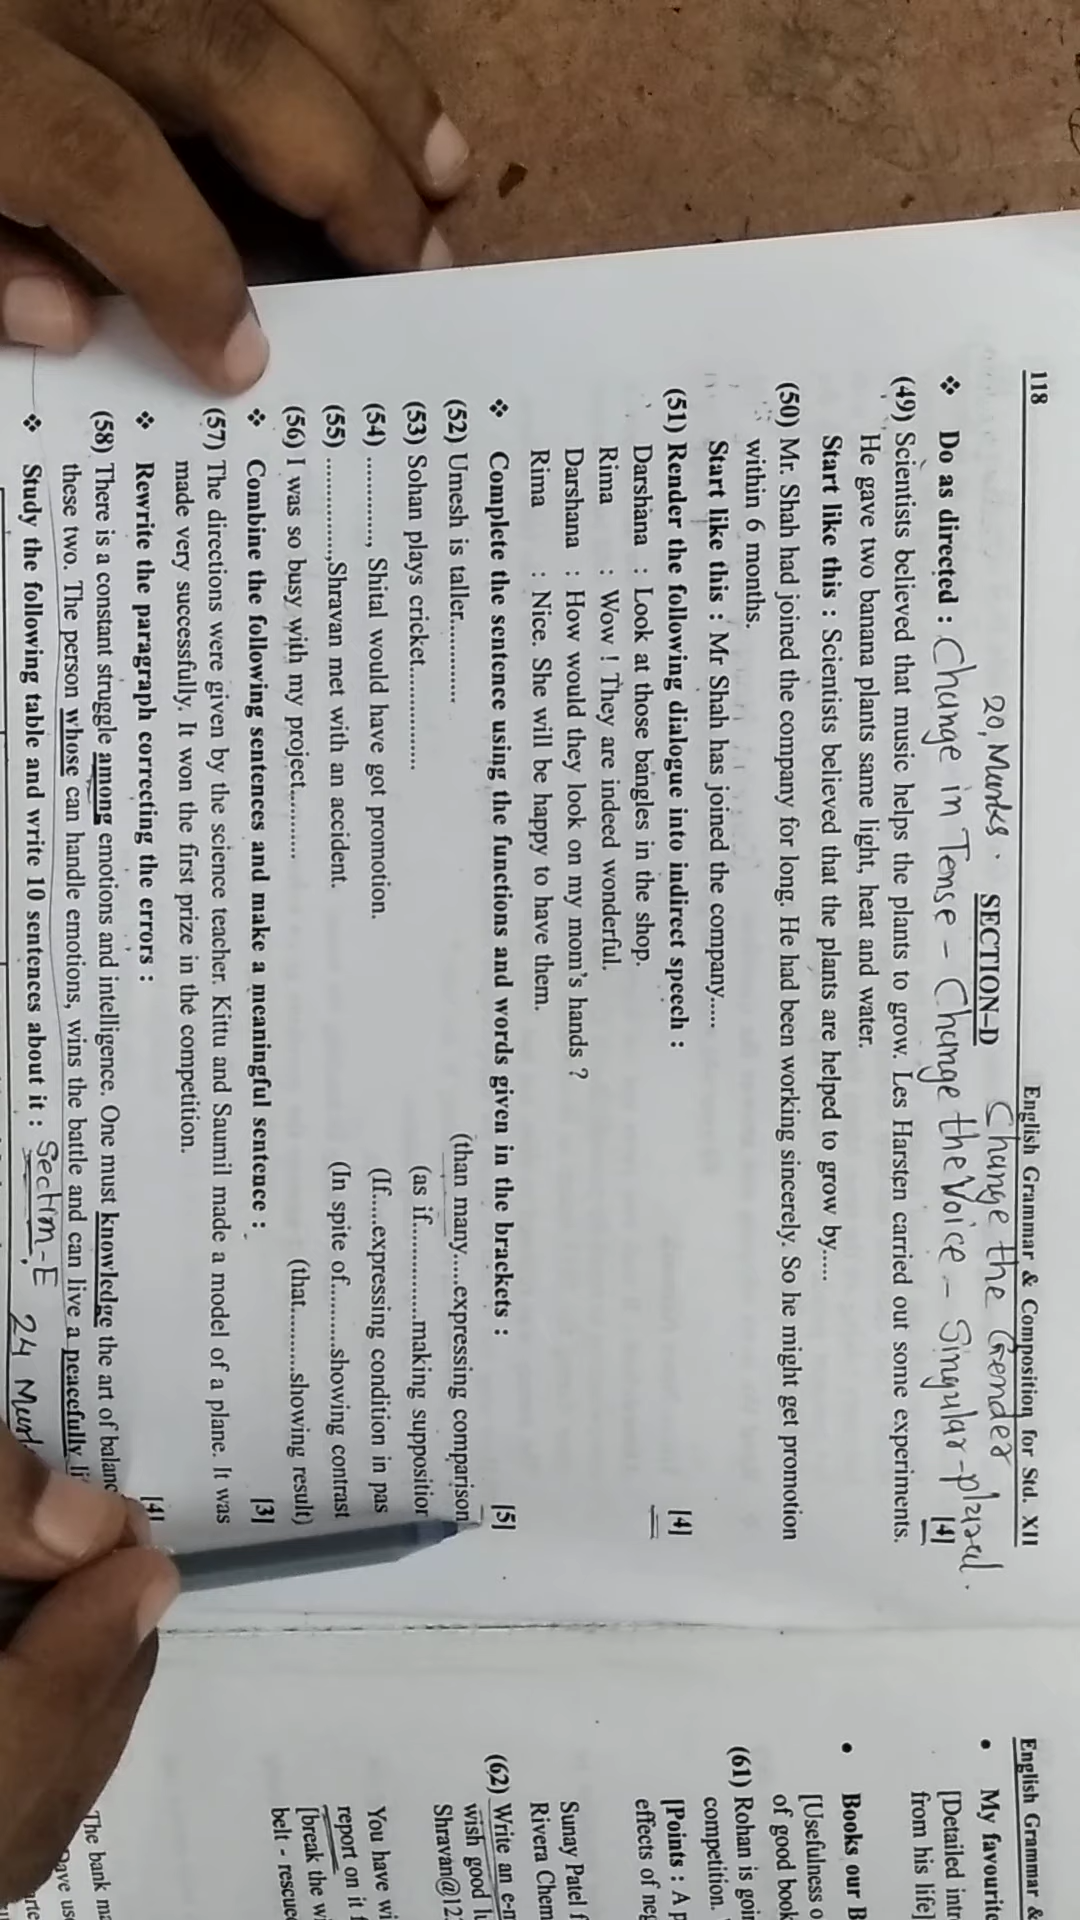 118 English Grammar & Composition for Std. XII
20, Marks. SECTION–D Change the Gender
❖ Do as directed : Change in Tense – Change the Voice – Singular-plural. [4]
(49) Scientists believed that music helps the plants to grow. Les Harsten carried out some experiments.
He gave two banana plants same light, heat and water.
Start like this : Scientists believed that the plants are helped to grow by.....
(50) Mr. Shah had joined the company for long. He had been working sincerely. So he might get promotion
within 6 months.
Start like this : Mr Shah has joined the company....
(51) Render the following dialogue into indirect speech : [4]
Darshana : Look at those bangles in the shop.
Rima : Wow ! They are indeed wonderful.
Darshana : How would they look on my mom's hands ?
Rima : Nice. She will be happy to have them.
❖ Complete the sentence using the functions and words given in the brackets : [5]
(52) Umesh is taller............. (than many.....expressing comparison
(53) Sohan plays cricket............... (as if..............making supposition
(54) ............, Shital would have got promotion. (If.....expressing condition in pas
(55) .............,Shravan met with an accident. (In spite of..........showing contrast
(56) I was so busy with my project........... (that...........showing result)
❖ Combine the following sentences and make a meaningful sentence : [3]
(57) The directions were given by the science teacher. Kittu and Saumil made a model of a plane. It was
made very successfully. It won the first prize in the competition.
❖ Rewrite the paragraph correcting the errors : [4]
(58) There is a constant struggle among emotions and intelligence. One must knowledge the art of balanc
these two. The person whose can handle emotions, wins the battle and can live a peacefully li
❖ Study the following table and write 10 sentences about it : Section-E, 24
English Grammar &
• My favourite
[Detailed intr
from his life]
• Books our B
[Usefulness o
of good book
(61) Rohan is goin
competition.
[Points : A p
effects of neg
Sunay Patel f
Rivera Chem
(62) Write an e-m
wish good lu
Shravan@12
You have wi
report on it f
[break the wi
belt - rescue
The bank ma